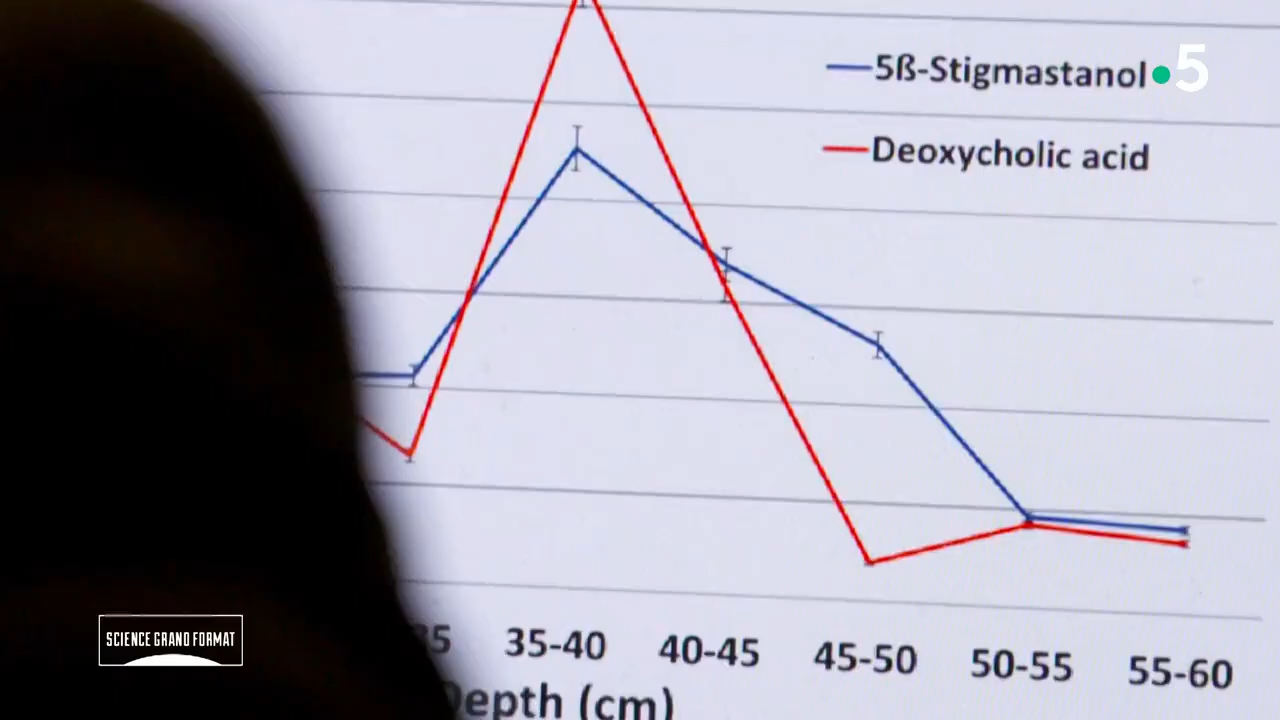 5ß-Stigmastanol
5
Deoxycholic acid
SCIENCE GRAND FORMAT
35-40 40-45 45-50 50-55 55-60
(cm)